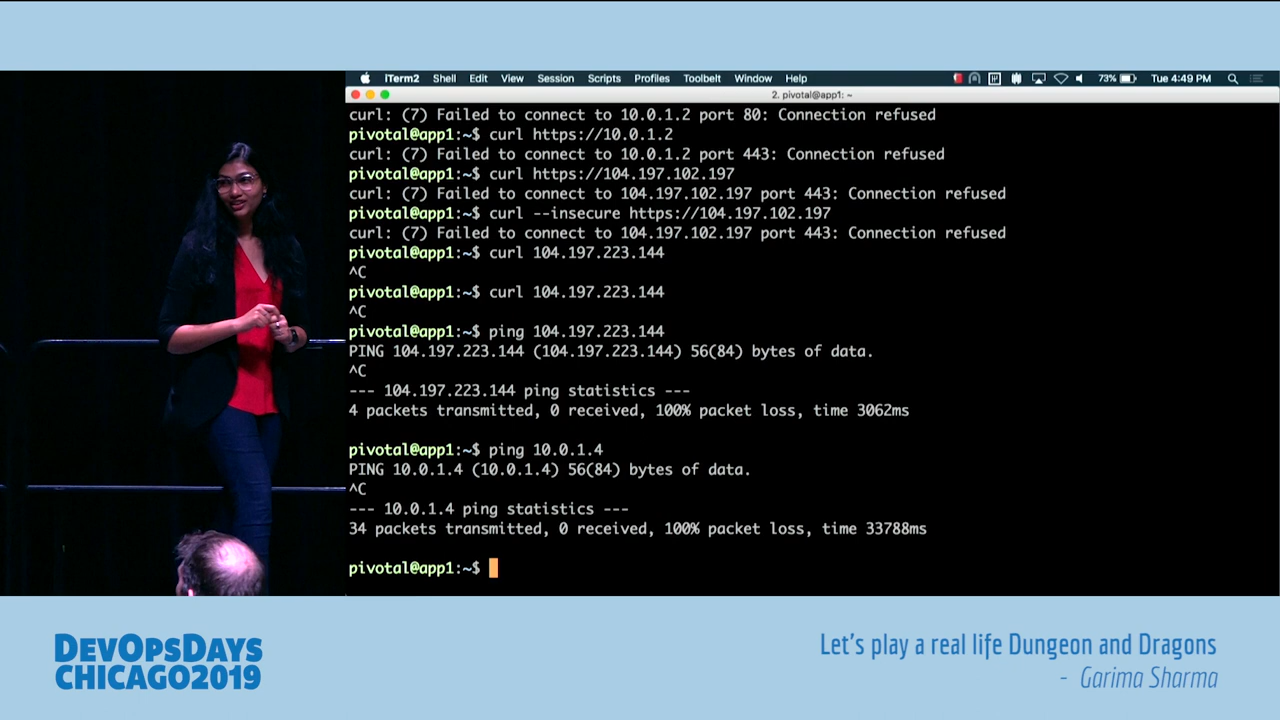 iTerm2 Shell Edit View Session Scripts Profiles Toolbelt Window Help 73% Tue 4:49 PM
2. pivotal@app1: ~
curl: (7) Failed to connect to 10.0.1.2 port 80: Connection refused
pivotal@app1:~$ curl https://10.0.1.2
curl: (7) Failed to connect to 10.0.1.2 port 443: Connection refused
pivotal@app1:~$ curl https://104.197.102.197
curl: (7) Failed to connect to 104.197.102.197 port 443: Connection refused
pivotal@app1:~$ curl --insecure https://104.197.102.197
curl: (7) Failed to connect to 104.197.102.197 port 443: Connection refused
pivotal@app1:~$ curl 104.197.223.144
^C
pivotal@app1:~$ curl 104.197.223.144
^C
pivotal@app1:~$ ping 104.197.223.144
PING 104.197.223.144 (104.197.223.144) 56(84) bytes of data.
^C
--- 104.197.223.144 ping statistics ---
4 packets transmitted, 0 received, 100% packet loss, time 3062ms
pivotal@app1:~$ ping 10.0.1.4
PING 10.0.1.4 (10.0.1.4) 56(84) bytes of data.
^C
--- 10.0.1.4 ping statistics ---
34 packets transmitted, 0 received, 100% packet loss, time 33788ms
pivotal@app1:~$
DEVOPSDAYS
CHICAGO2019
Let's play a real life Dungeon and Dragons
- Garima Sharma